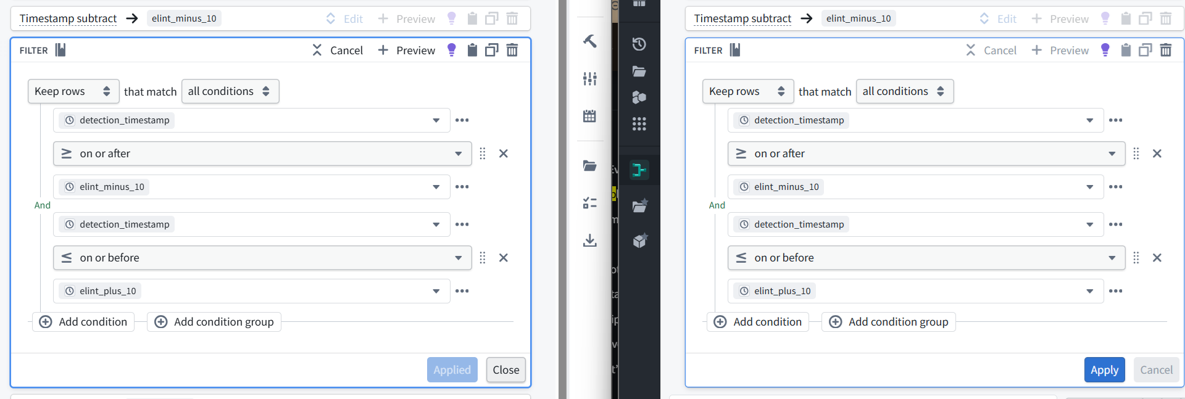 Timestamp subtract → elint_minus_10 Edit + Preview
FILTER Cancel + Preview
Keep rows that match all conditions
detection_timestamp
≥ on or after
elint_minus_10
And
detection_timestamp
≤ on or before
elint_plus_10
Add condition Add condition group
Applied Close
Timestamp subtract → elint_minus_10 Edit + Preview
FILTER Cancel + Preview
Keep rows that match all conditions
detection_timestamp
≥ on or after
elint_minus_10
And
detection_timestamp
≤ on or before
elint_plus_10
Add condition Add condition group
Apply Cancel